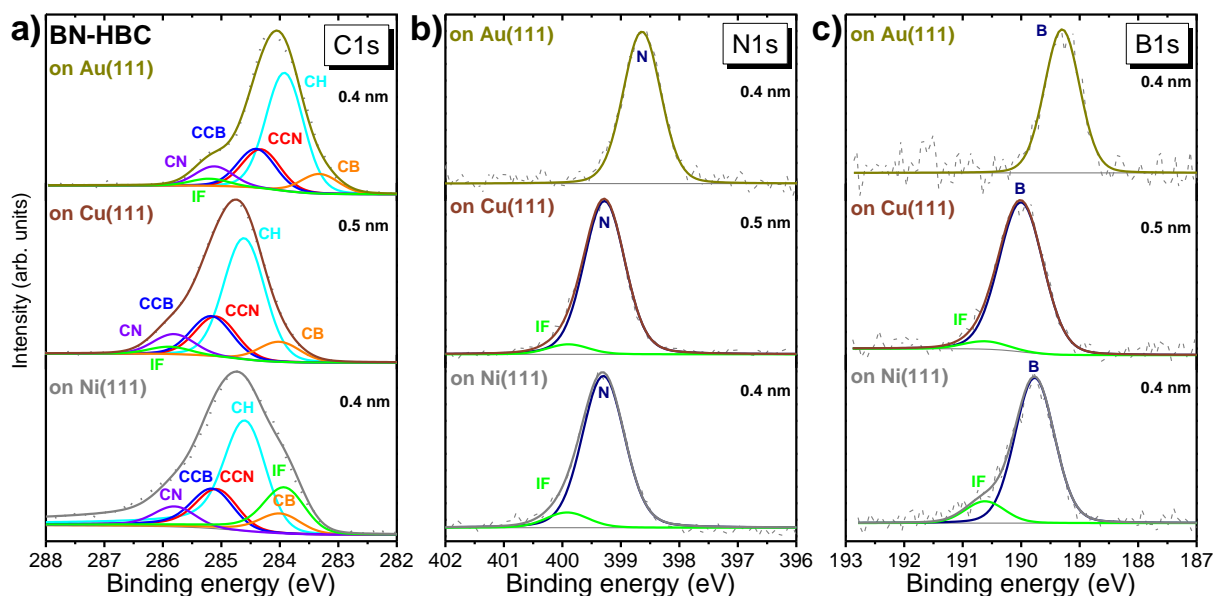 a)
BN-HBC
C1s
on Au(111)
0.4 nm
CH
CCB
CCN
CN
CB
IF
on Cu(111)
0.5 nm
CH
CCB
CCN
CN
CB
IF
on Ni(111)
0.4 nm
CH
CCB
CCN
IF
CN
CB
288 287 286 285 284 283 282
Binding energy (eV)
Intensity (arb. units)
b)
N1s
on Au(111)
N
0.4 nm
on Cu(111)
N
0.5 nm
IF
on Ni(111)
N
0.4 nm
IF
402 401 400 399 398 397 396
Binding energy (eV)
c)
B1s
on Au(111)
B
0.4 nm
on Cu(111)
B
0.5 nm
IF
on Ni(111)
B
0.4 nm
IF
193 192 191 190 189 188 187
Binding energy (eV)